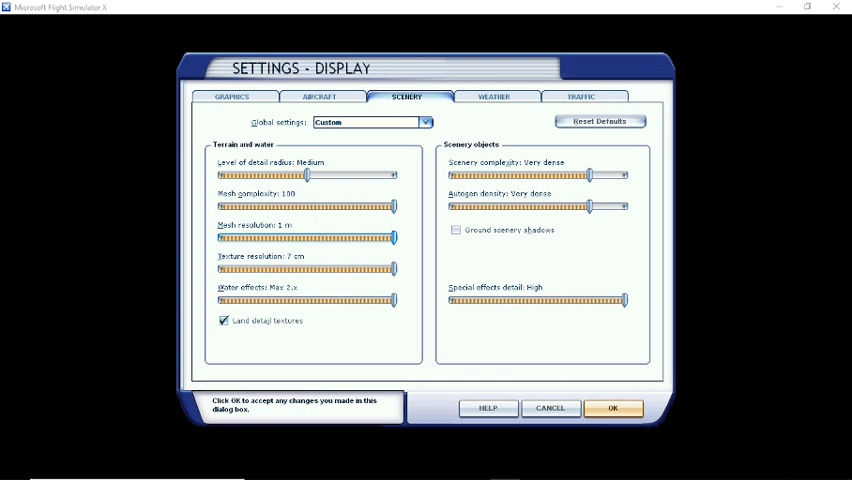 Microsoft Flight Simulator X
SETTINGS - DISPLAY
GRAPHICS
AIRCRAFT
SCENERY
WEATHER
TRAFFIC
Global settings: Custom
Reset Defaults
Terrain and water
Level of detail radius: Medium
Mesh complexity: 100
Mesh resolution: 1 m
Texture resolution: 7 cm
Water effects: Max 2.x
Land detail textures
Scenery objects
Scenery complexity: Very dense
Autogen density: Very dense
Ground scenery shadows
Special effects detail: High
Click OK to accept any changes you made in this
dialog box.
HELP
CANCEL
OK